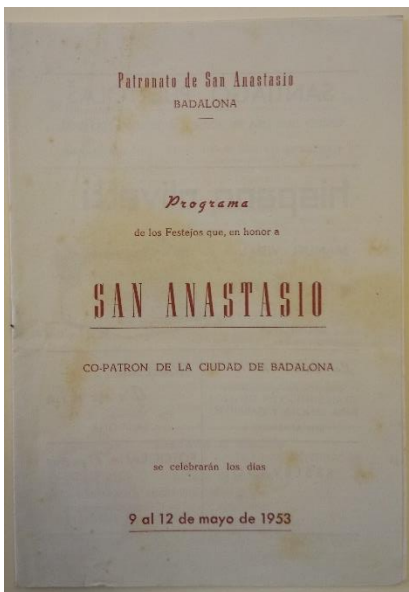 Patronato de San Anastasio
BADALONA
Programa
de los Festejos que, en honor a
SAN ANASTASIO
CO-PATRON DE LA CIUDAD DE BADALONA
se celebrarán los días
9 al 12 de mayo de 1953